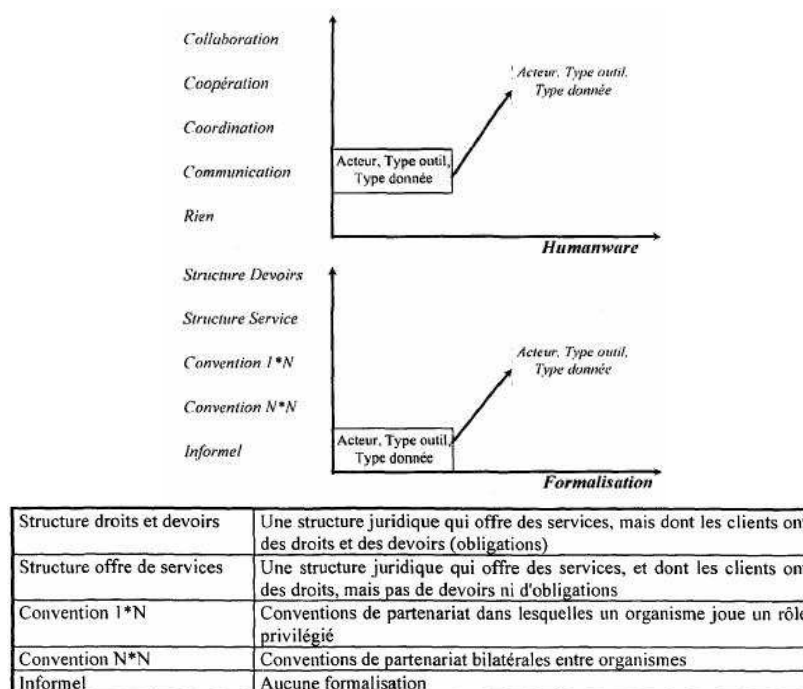 Collaboration
Coopération
Coordination
Communication
Rien
Acteur, Type outil,
Type donnée
Acteur, Type outil,
Type donnée
Humanware
Structure Devoirs
Structure Service
Convention 1*N
Convention N*N
Informel
Acteur, Type outil,
Type donnée
Acteur, Type outil,
Type donnée
Formalisation
Structure droits et devoirs
Une structure juridique qui offre des services, mais dont les clients on
des droits et des devoirs (obligations)
Structure offre de services
Une structure juridique qui offre des services, et dont les clients on
des droits, mais pas de devoirs ni d'obligations
Convention 1*N
Conventions de partenariat dans lesquelles un organisme joue un rôle
privilégié
Convention N*N
Conventions de partenariat bilatérales entre organismes
Informel
Aucune formalisation